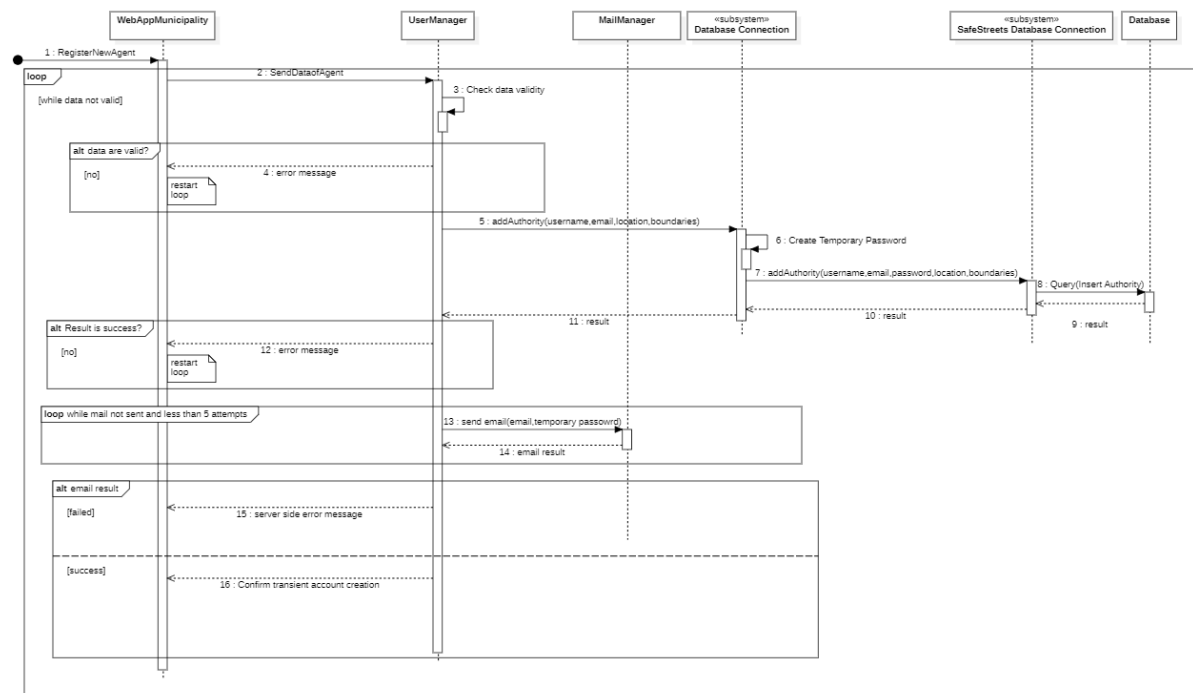 WebAppMunicipality
UserManager
MailManager
«subsystem»
Database Connection
«subsystem»
SafeStreets Database Connection
Database
1 : RegisterNewAgent
loop
[while data not valid]
2 : SendDataofAgent
3 : Check data validity
alt data are valid?
[no]
4 : error message
restart
loop
5 : addAuthority(username,email,location,boundaries)
6 : Create Temporary Password
7 : addAuthority(username,email,password,location,boundaries)
8 : Query(Insert Authority)
9 : result
10 : result
11 : result
alt Result is success?
[no]
12 : error message
restart
loop
loop while mail not sent and less than 5 attempts
13 : send email(email,temporary passowrd)
14 : email result
alt email result
[failed]
15 : server side error message
[success]
16 : Confirm transient account creation